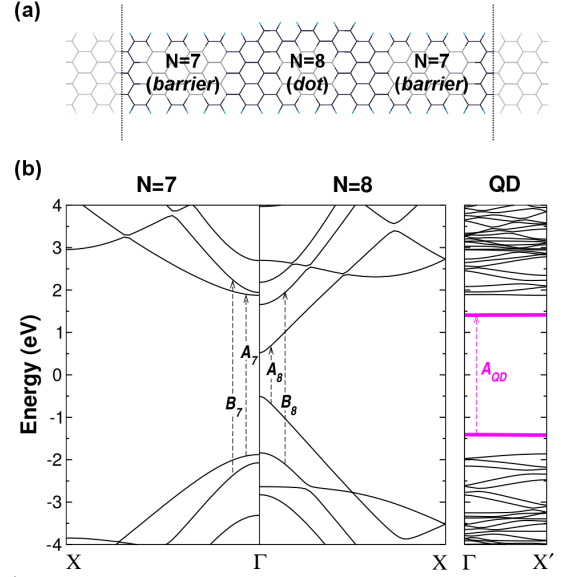 (a)
N=7 N=8 N=7
(barrier) (dot) (barrier)
(b)
N=7 N=8 QD
Energy (eV)
4
3
2
1
0
-1
-2
-3
-4
A7
B7
A8
B8
AQD
X Γ X Γ X′